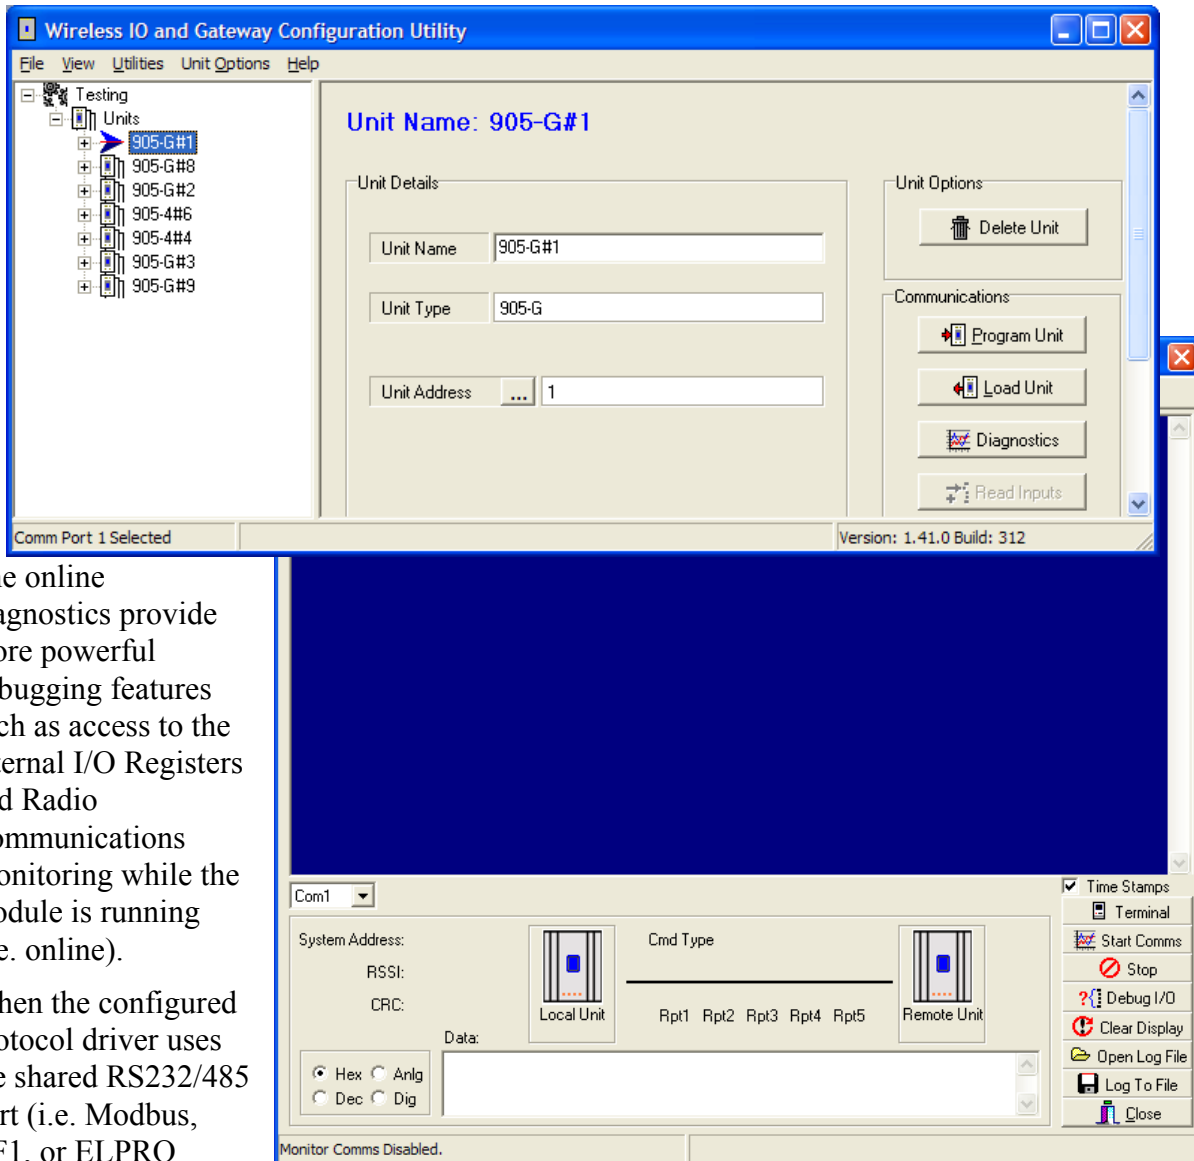 Wireless IO and Gateway Configuration Utility
File View Utilities Unit Options Help
Testing
Units
905-G#1
905-G#8
905-G#2
905-4#6
905-4#4
905-G#3
905-G#9
Unit Name: 905-G#1
Unit Details
Unit Name 905-G#1
Unit Type 905-G
Unit Address ... 1
Unit Options
Delete Unit
Communications
Program Unit
Load Unit
Diagnostics
Read Inputs
Comm Port 1 Selected
Version: 1.41.0 Build: 312
e online
agnostics provide
ore powerful
bugging features
ch as access to the
ternal I/O Registers
d Radio
ommunications
onitoring while the
odule is running
e. online).
hen the configured
otocol driver uses
e shared RS232/485
rt (i.e. Modbus,
F1, or ELPRO
Com1
System Address:
RSSI:
CRC:
Local Unit
Cmd Type
Rpt1 Rpt2 Rpt3 Rpt4 Rpt5
Remote Unit
Data:
Hex Anlg
Dec Dig
Time Stamps
Terminal
Start Comms
Stop
Debug I/O
Clear Display
Open Log File
Log To File
Close
Monitor Comms Disabled.